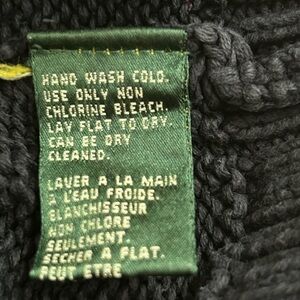 HAND WASH COLD.
USE ONLY NON
CHLORINE BLEACH.
LAY FLAT TO DRY.
CAN BE DRY
CLEANED.
LAVER A LA MAIN
A L'EAU FROIDE.
BLANCHISSEUR
NON CHLORE
SEULEMENT.
SECHER A PLAT.
PEUT ETRE